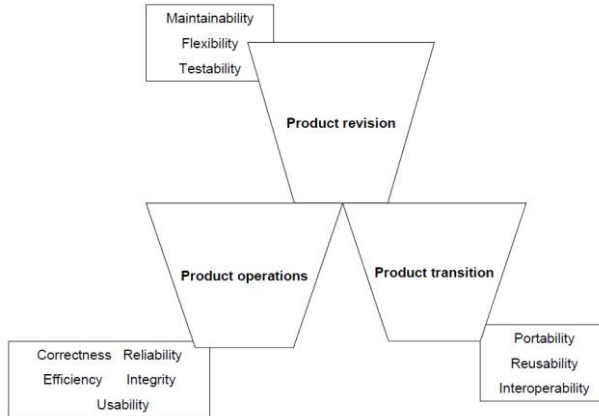 Maintainability
Flexibility
Testability
Product revision
Product operations
Product transition
Correctness Reliability
Efficiency Integrity
Usability
Portability
Reusability
Interoperability